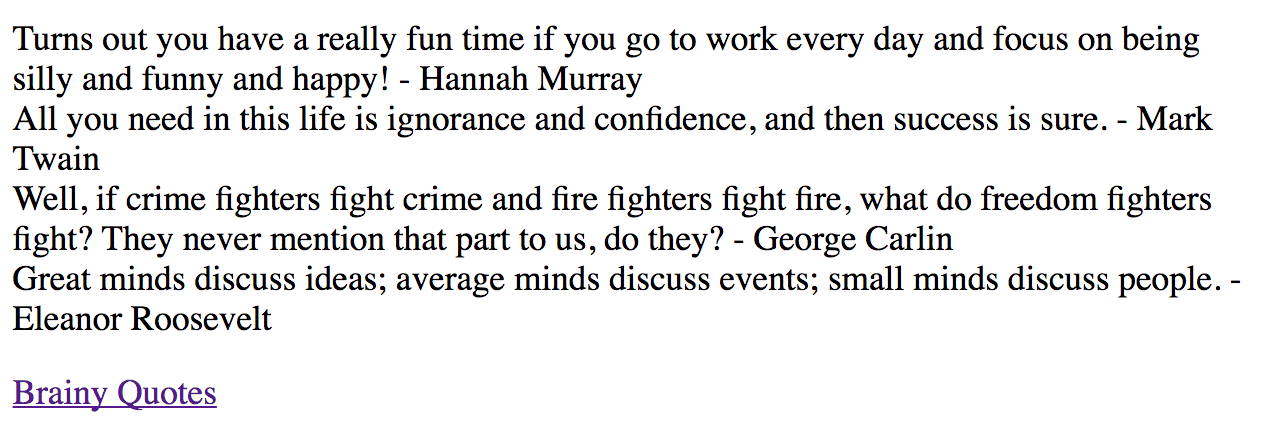 Turns out you have a really fun time if you go to work every day and focus on being
silly and funny and happy! - Hannah Murray
All you need in this life is ignorance and confidence, and then success is sure. - Mark
Twain
Well, if crime fighters fight crime and fire fighters fight fire, what do freedom fighters
fight? They never mention that part to us, do they? - George Carlin
Great minds discuss ideas; average minds discuss events; small minds discuss people. -
Eleanor Roosevelt
Brainy Quotes